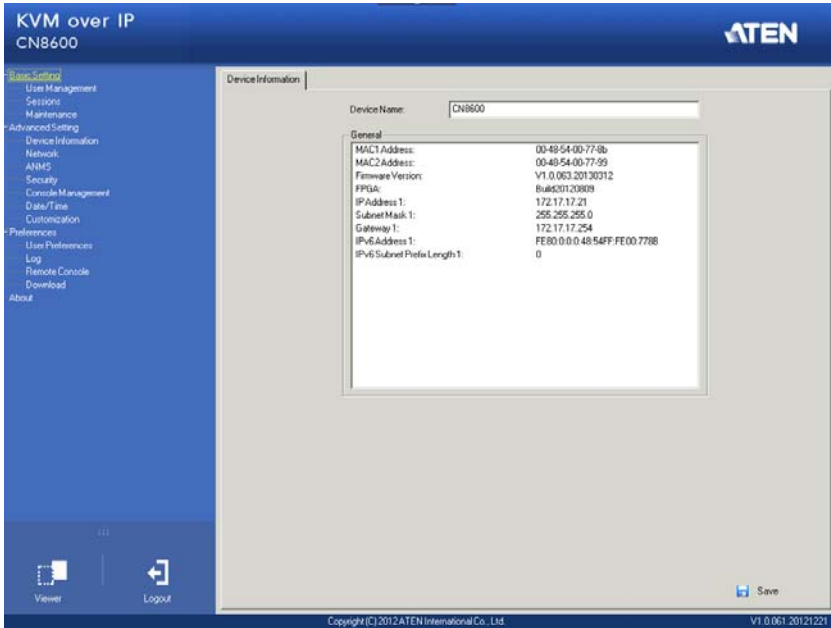 KVM over IP
CN8600
ATEN
Basic Setting
User Management
Sessions
Maintenance
Advanced Setting
Device Information
Network
ANMS
Security
Console Management
Date/Time
Customization
Preferences
User Preferences
Log
Remote Console
Download
About
Viewer
Logout
Device Information
Device Name: CN8600
General
MAC1 Address: 00-48-54-00-77-8b
MAC2 Address: 00-48-54-00-77-99
Firmware Version: V1.0.063.20130312
FPGA: Build20120809
IP Address 1: 172.17.17.21
Subnet Mask 1: 255.255.255.0
Gateway 1: 172.17.17.254
IPv6 Address 1: FE80:0:0:0:48:54FF:FE00:778B
IPv6 Subnet Prefix Length 1: 0
Save
Copyright (C) 2012 ATEN International Co., Ltd.
V1.0.061.20121221